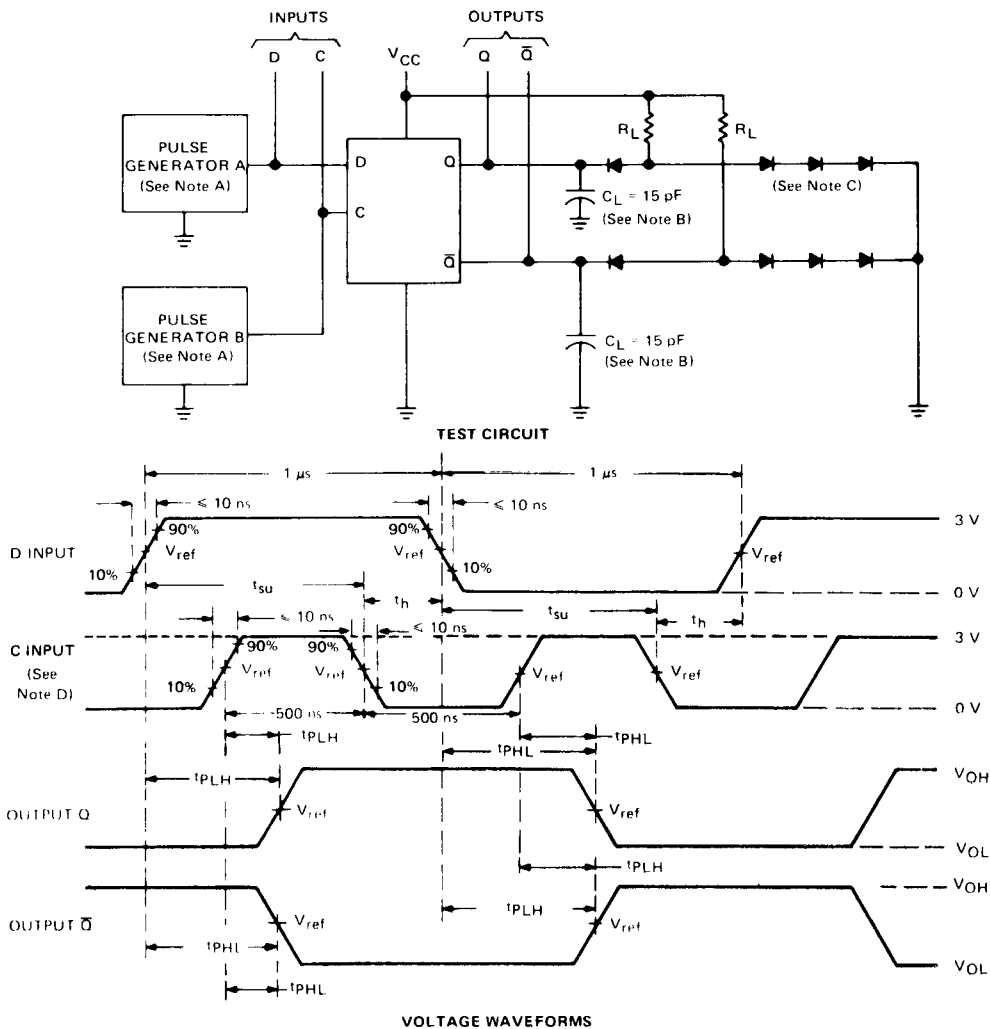 INPUTS
OUTPUTS
D
C
VCC
Q
Q̅
PULSE
GENERATOR A
(See Note A)
D
Q
C
Q̅
RL
RL
CL = 15 pF
(See Note B)
(See Note C)
PULSE
GENERATOR B
(See Note A)
CL = 15 pF
(See Note B)
TEST CIRCUIT
1 μs
1 μs
≤ 10 ns
≤ 10 ns
D INPUT
90%
Vref
10%
90%
Vref
10%
Vref
3 V
0 V
tsu
th
tsu
th
≤ 10 ns
≤ 10 ns
C INPUT
(See
Note D)
90%
Vref
10%
90%
Vref
10%
Vref
Vref
3 V
0 V
500 ns
500 ns
tPLH
tPHL
tPLH
tPHL
OUTPUT Q
Vref
Vref
VOH
VOL
tPLH
tPLH
OUTPUT Q̅
Vref
Vref
VOH
VOL
tPHL
tPHL
VOLTAGE WAVEFORMS